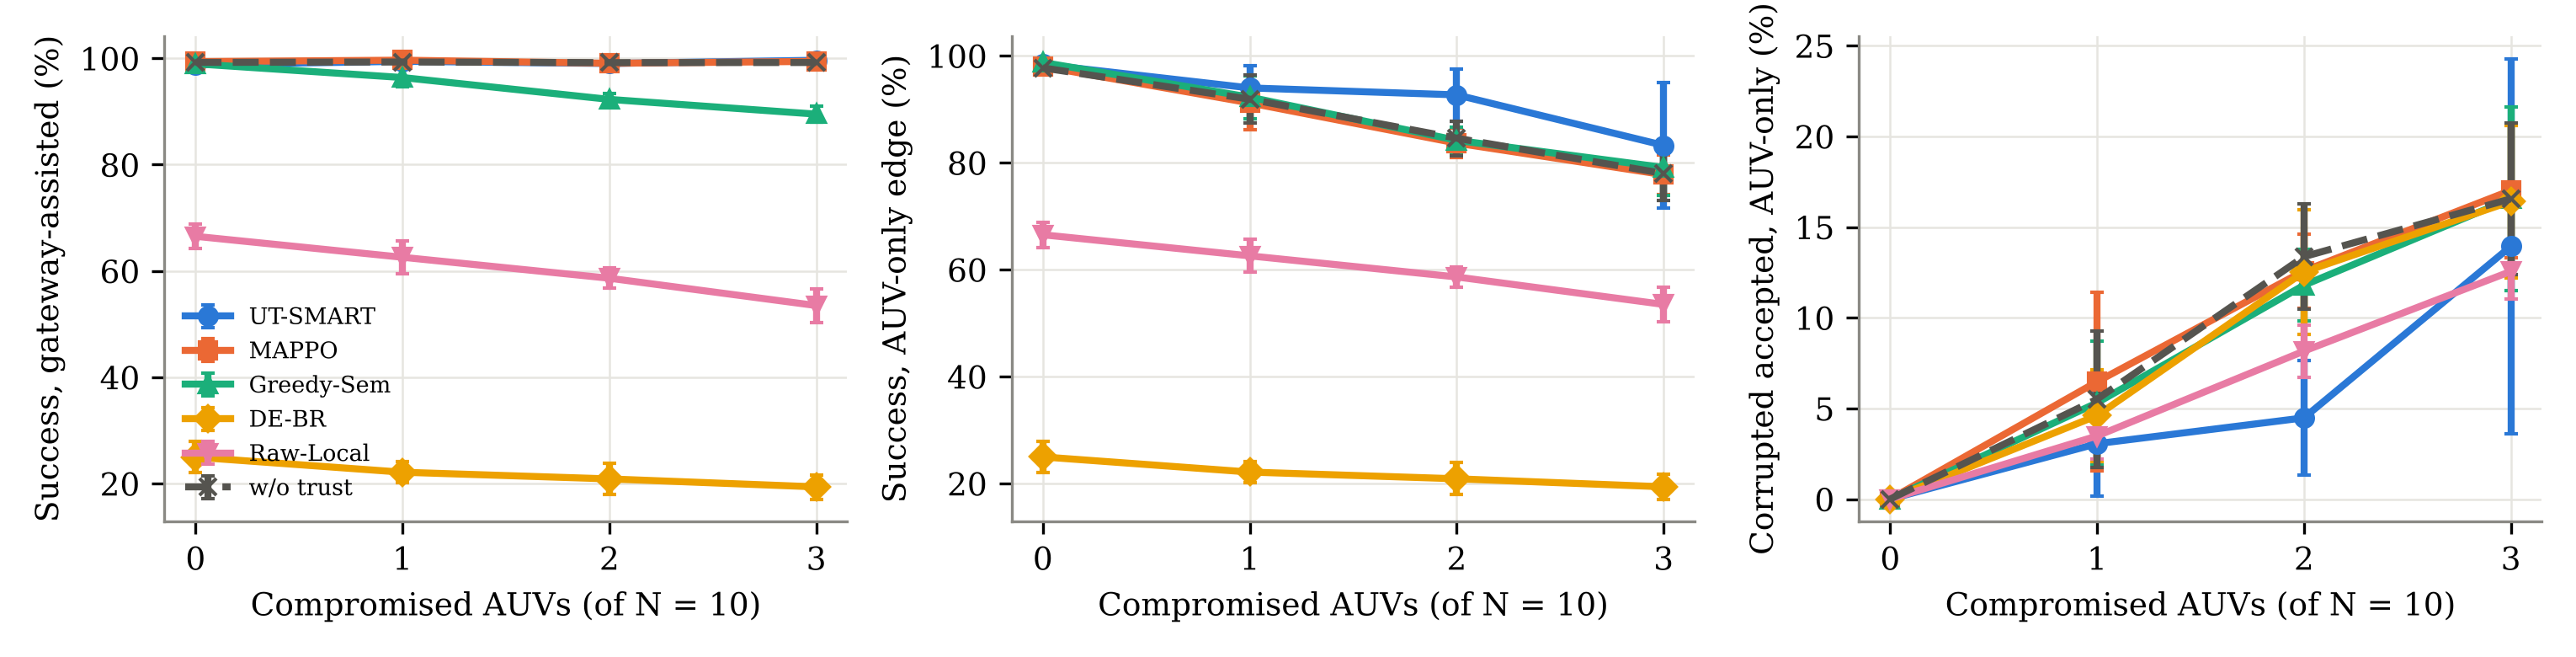 Success, gateway-assisted (%)
100
80
60
40
20
UT-SMART
MAPPO
Greedy-Sem
DE-BR
Raw-Local
w/o trust
0 1 2 3
Compromised AUVs (of N = 10)
Success, AUV-only edge (%)
100
80
60
40
20
0 1 2 3
Compromised AUVs (of N = 10)
Corrupted accepted, AUV-only (%)
25
20
15
10
5
0
0 1 2 3
Compromised AUVs (of N = 10)